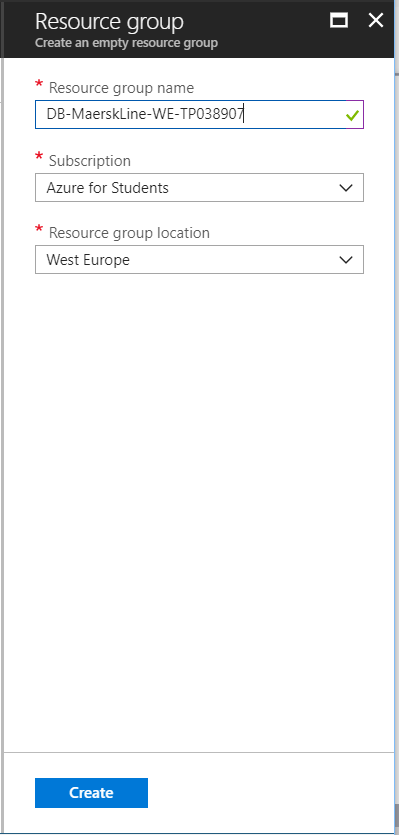 Resource group
Create an empty resource group
* Resource group name
DB-MaerskLine-WE-TP038907
* Subscription
Azure for Students
* Resource group location
West Europe
Create